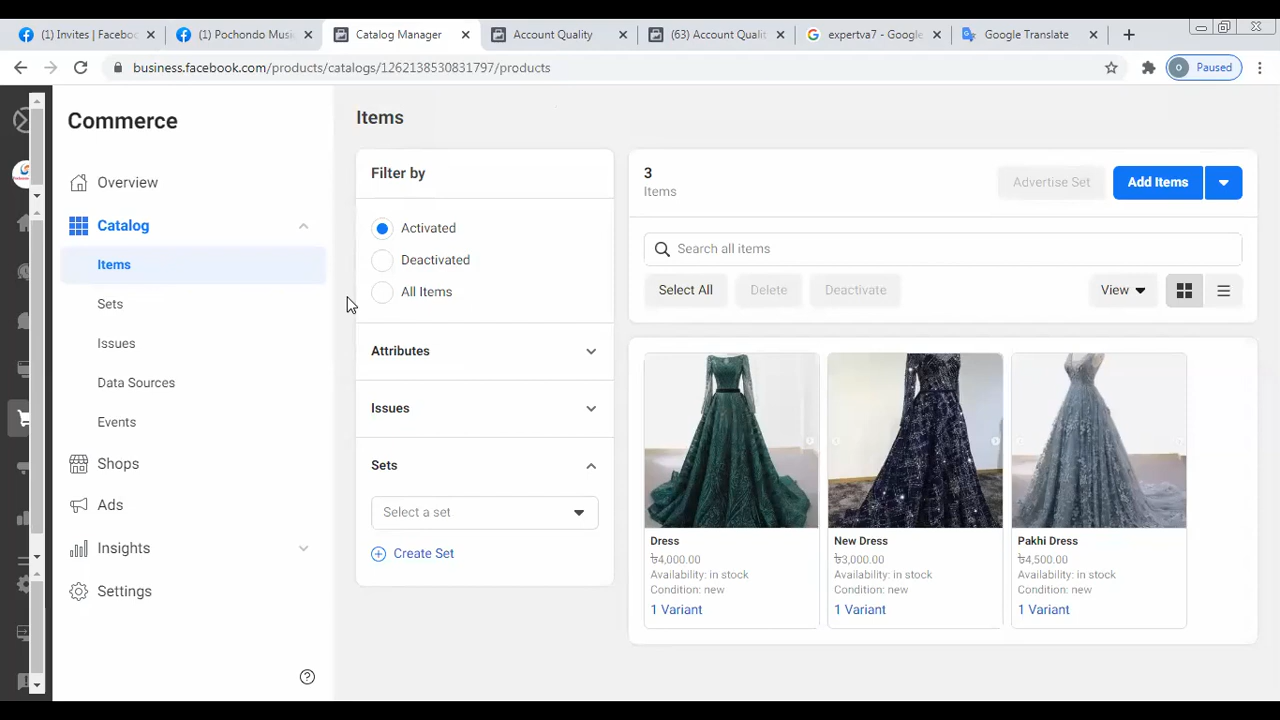 (1) Invites | Faceboo
(1) Pochondo Musi
Catalog Manager
Account Quality
(63) Account Qualit
expertva7 - Google
Google Translate
business.facebook.com/products/catalogs/1262138530831797/products
o
Paused
Commerce
Overview
Catalog
Items
Sets
Issues
Data Sources
Events
Shops
Ads
Insights
Settings
Items
Filter by
Activated
Deactivated
All Items
Attributes
Issues
Sets
Select a set
Create Set
3
Items
Advertise Set
Add Items
Search all items
Select All
Delete
Deactivate
View
Dress
৳4,000.00
Availability: in stock
Condition: new
1 Variant
New Dress
৳3,000.00
Availability: in stock
Condition: new
1 Variant
Pakhi Dress
৳4,500.00
Availability: in stock
Condition: new
1 Variant